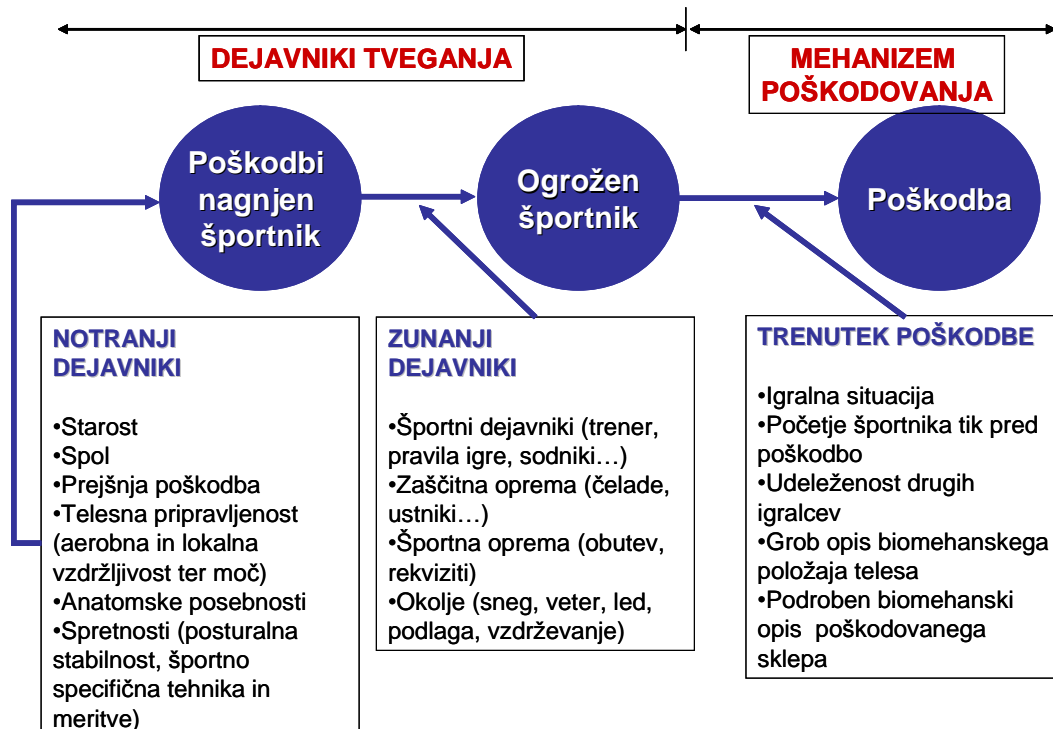 DEJAVNIKI TVEGANJA
MEHANIZEM
POŠKODOVANJA
Poškodbi
nagnjen
športnik
Ogrožen
športnik
Poškodba
NOTRANJI
DEJAVNIKI
•Starost
•Spol
•Prejšnja poškodba
•Telesna pripravljenost
(aerobna in lokalna
vzdržljivost ter moč)
•Anatomske posebnosti
•Spretnosti (posturalna
stabilnost, športno
specifična tehnika in
meritve)
ZUNANJI
DEJAVNIKI
•Športni dejavniki (trener,
pravila igre, sodniki…)
•Zaščitna oprema (čelade,
ustniki…)
•Športna oprema (obutev,
rekviziti)
•Okolje (sneg, veter, led,
podlaga, vzdrževanje)
TRENUTEK POŠKODBE
•Igralna situacija
•Početje športnika tik pred
poškodbo
•Udeleženost drugih
igralcev
•Grob opis biomehanskega
položaja telesa
•Podroben biomehanski
opis poškodovanega
sklepa